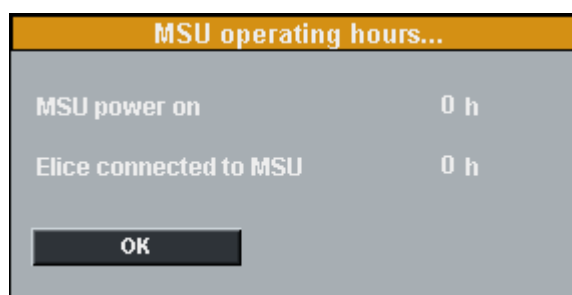 MSU operating hours...
MSU power on 0 h
Elice connected to MSU 0 h
OK